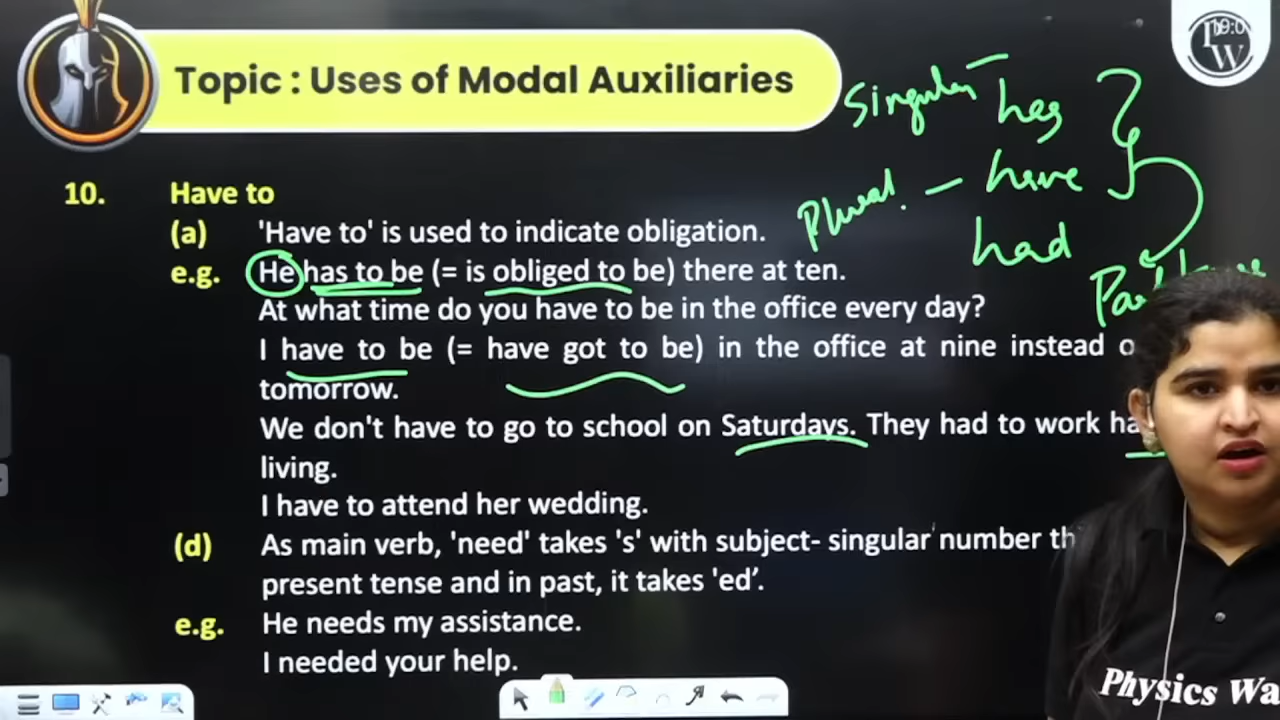 Topic : Uses of Modal Auxiliaries
Singular – has
Plural. – have
had
10. Have to
(a) 'Have to' is used to indicate obligation.
e.g. He has to be (= is obliged to be) there at ten.
At what time do you have to be in the office every day?
I have to be (= have got to be) in the office at nine instead
tomorrow.
We don't have to go to school on Saturdays. They had to work
living.
I have to attend her wedding.
(d) As main verb, 'need' takes 's' with subject- singular number
present tense and in past, it takes 'ed’.
e.g. He needs my assistance.
I needed your help.
Physics